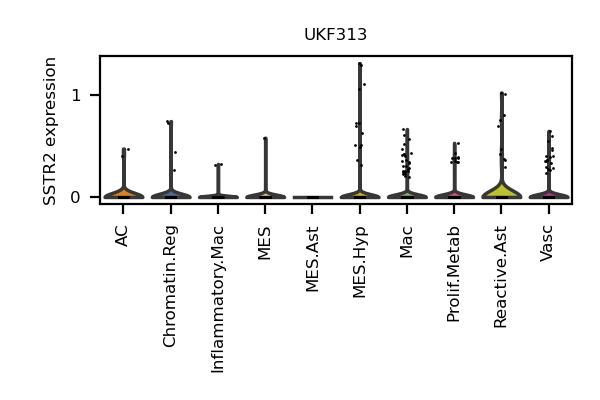 UKF313
SSTR2 expression
1
0
AC
Chromatin.Reg
Inflammatory.Mac
MES
MES.Ast
MES.Hyp
Mac
Prolif.Metab
Reactive.Ast
Vasc